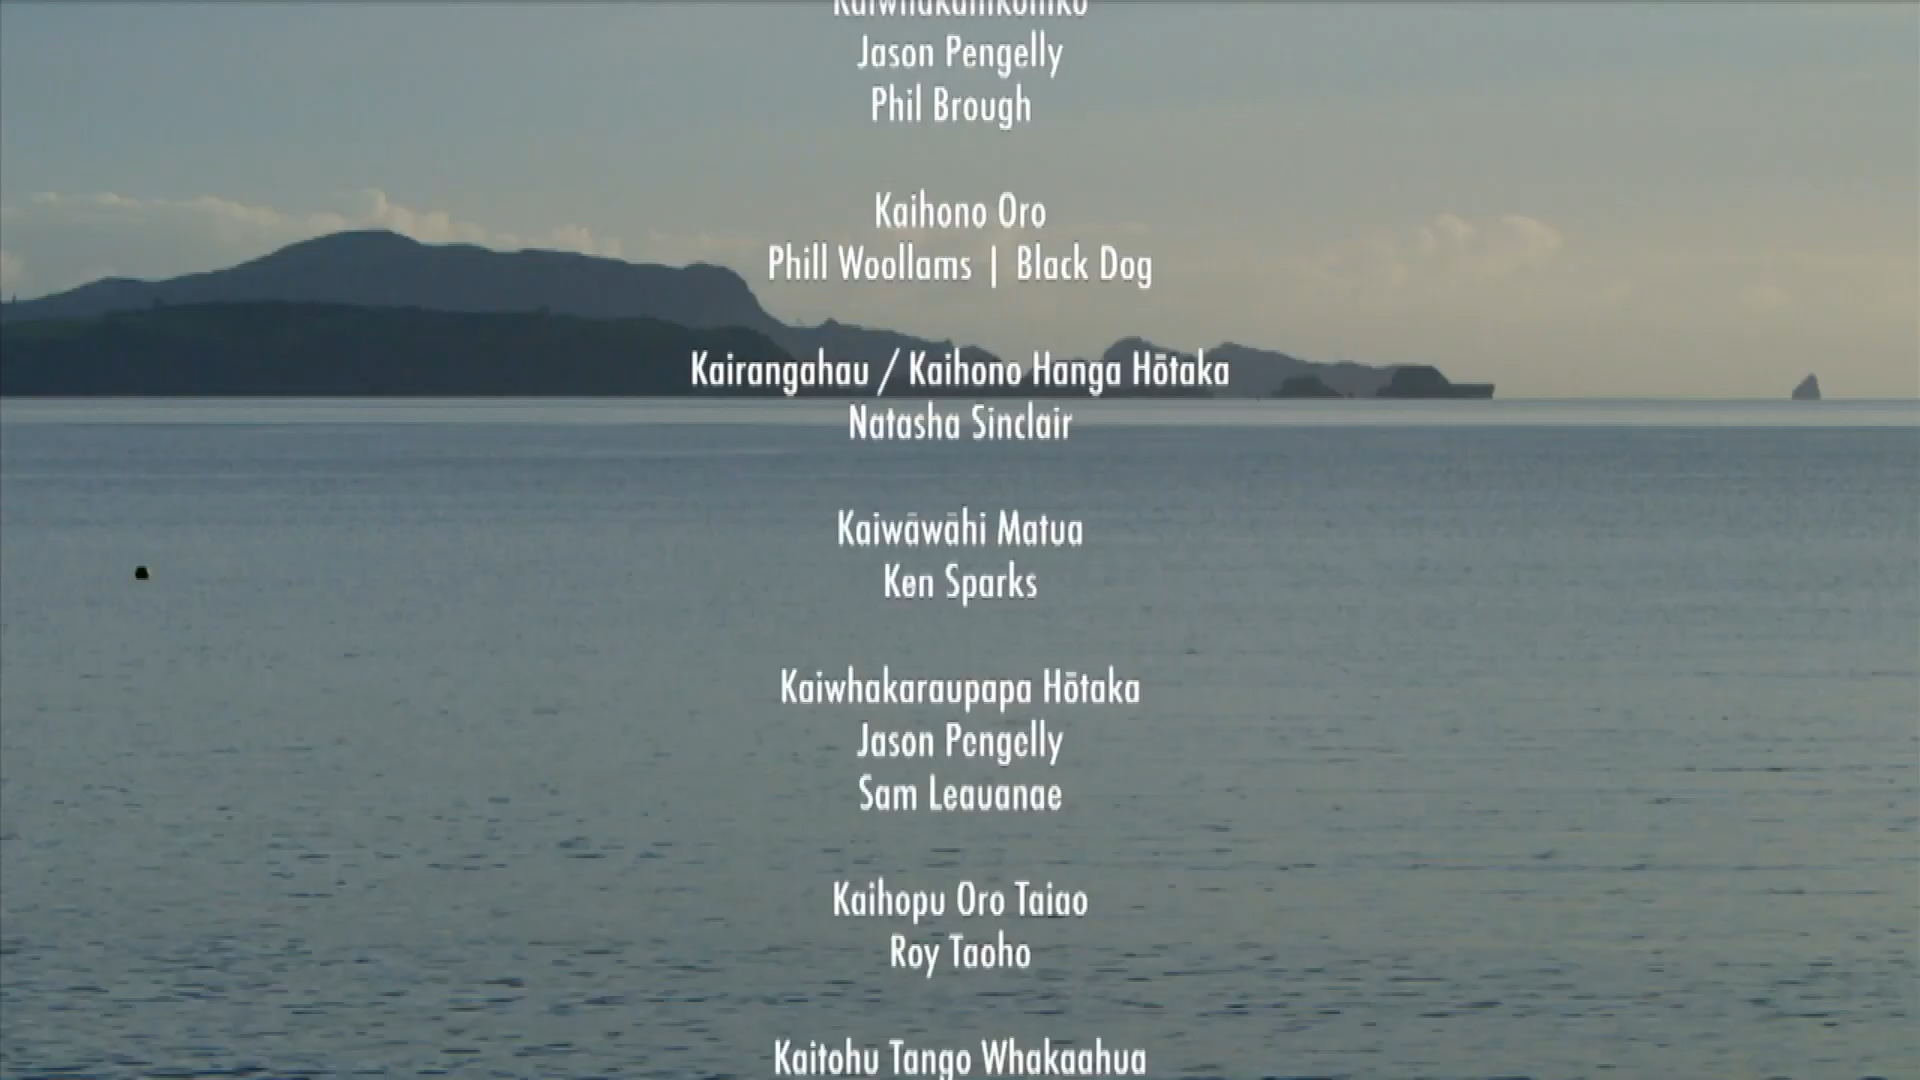 Jason Pengelly
Phil Brough
Kaihono Oro
Phill Woollams | Black Dog
Kairangahau / Kaihono Hanga Hōtaka
Natasha Sinclair
Kaiwāwāhi Matua
Ken Sparks
Kaiwhakaraupapa Hōtaka
Jason Pengelly
Sam Leauanae
Kaihopu Oro Taiao
Roy Taoho
Kaitohu Tango Whakaahua